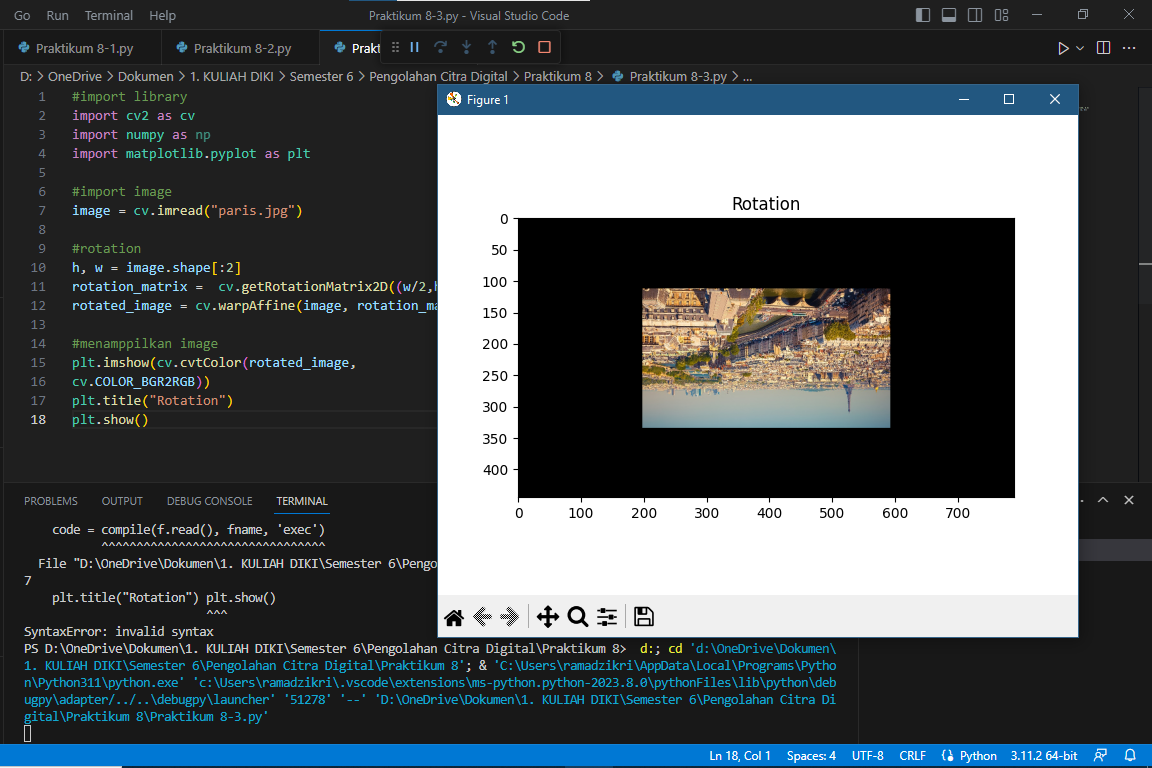 Go Run Terminal Help Praktikum 8-3.py - Visual Studio Code
Praktikum 8-1.py Praktikum 8-2.py Prakt
D: > OneDrive > Dokumen > 1. KULIAH DIKI > Semester 6 > Pengolahan Citra Digital > Praktikum 8 > Praktikum 8-3.py > ...
1 #import library
2 import cv2 as cv
3 import numpy as np
4 import matplotlib.pyplot as plt
5
6 #import image
7 image = cv.imread("paris.jpg")
8
9 #rotation
10 h, w = image.shape[:2]
11 rotation_matrix =  cv.getRotationMatrix2D((w/2,h
12 rotated_image = cv.warpAffine(image, rotation_ma
13
14 #menamppilkan image
15 plt.imshow(cv.cvtColor(rotated_image,
16 cv.COLOR_BGR2RGB))
17 plt.title("Rotation")
18 plt.show()
Figure 1
Rotation
0
50
100
150
200
250
300
350
400
0 100 200 300 400 500 600 700
PROBLEMS OUTPUT DEBUG CONSOLE TERMINAL
code = compile(f.read(), fname, 'exec')
^^^^^^^^^^^^^^^^^^^^^^^^^^^^^^^
File "D:\OneDrive\Dokumen\1. KULIAH DIKI\Semester 6\Pengo
7
plt.title("Rotation") plt.show()
^^^
SyntaxError: invalid syntax
PS D:\OneDrive\Dokumen\1. KULIAH DIKI\Semester 6\Pengolahan Citra Digital\Praktikum 8>  d:; cd 'd:\OneDrive\Dokumen\
1. KULIAH DIKI\Semester 6\Pengolahan Citra Digital\Praktikum 8'; & 'C:\Users\ramadzikri\AppData\Local\Programs\Pytho
n\Python311\python.exe' 'c:\Users\ramadzikri\.vscode\extensions\ms-python.python-2023.8.0\pythonFiles\lib\python\deb
ugpy\adapter/../..\debugpy\launcher' '51278' '--' 'D:\OneDrive\Dokumen\1. KULIAH DIKI\Semester 6\Pengolahan Citra Di
gital\Praktikum 8\Praktikum 8-3.py'
Ln 18, Col 1 Spaces: 4 UTF-8 CRLF Python 3.11.2 64-bit